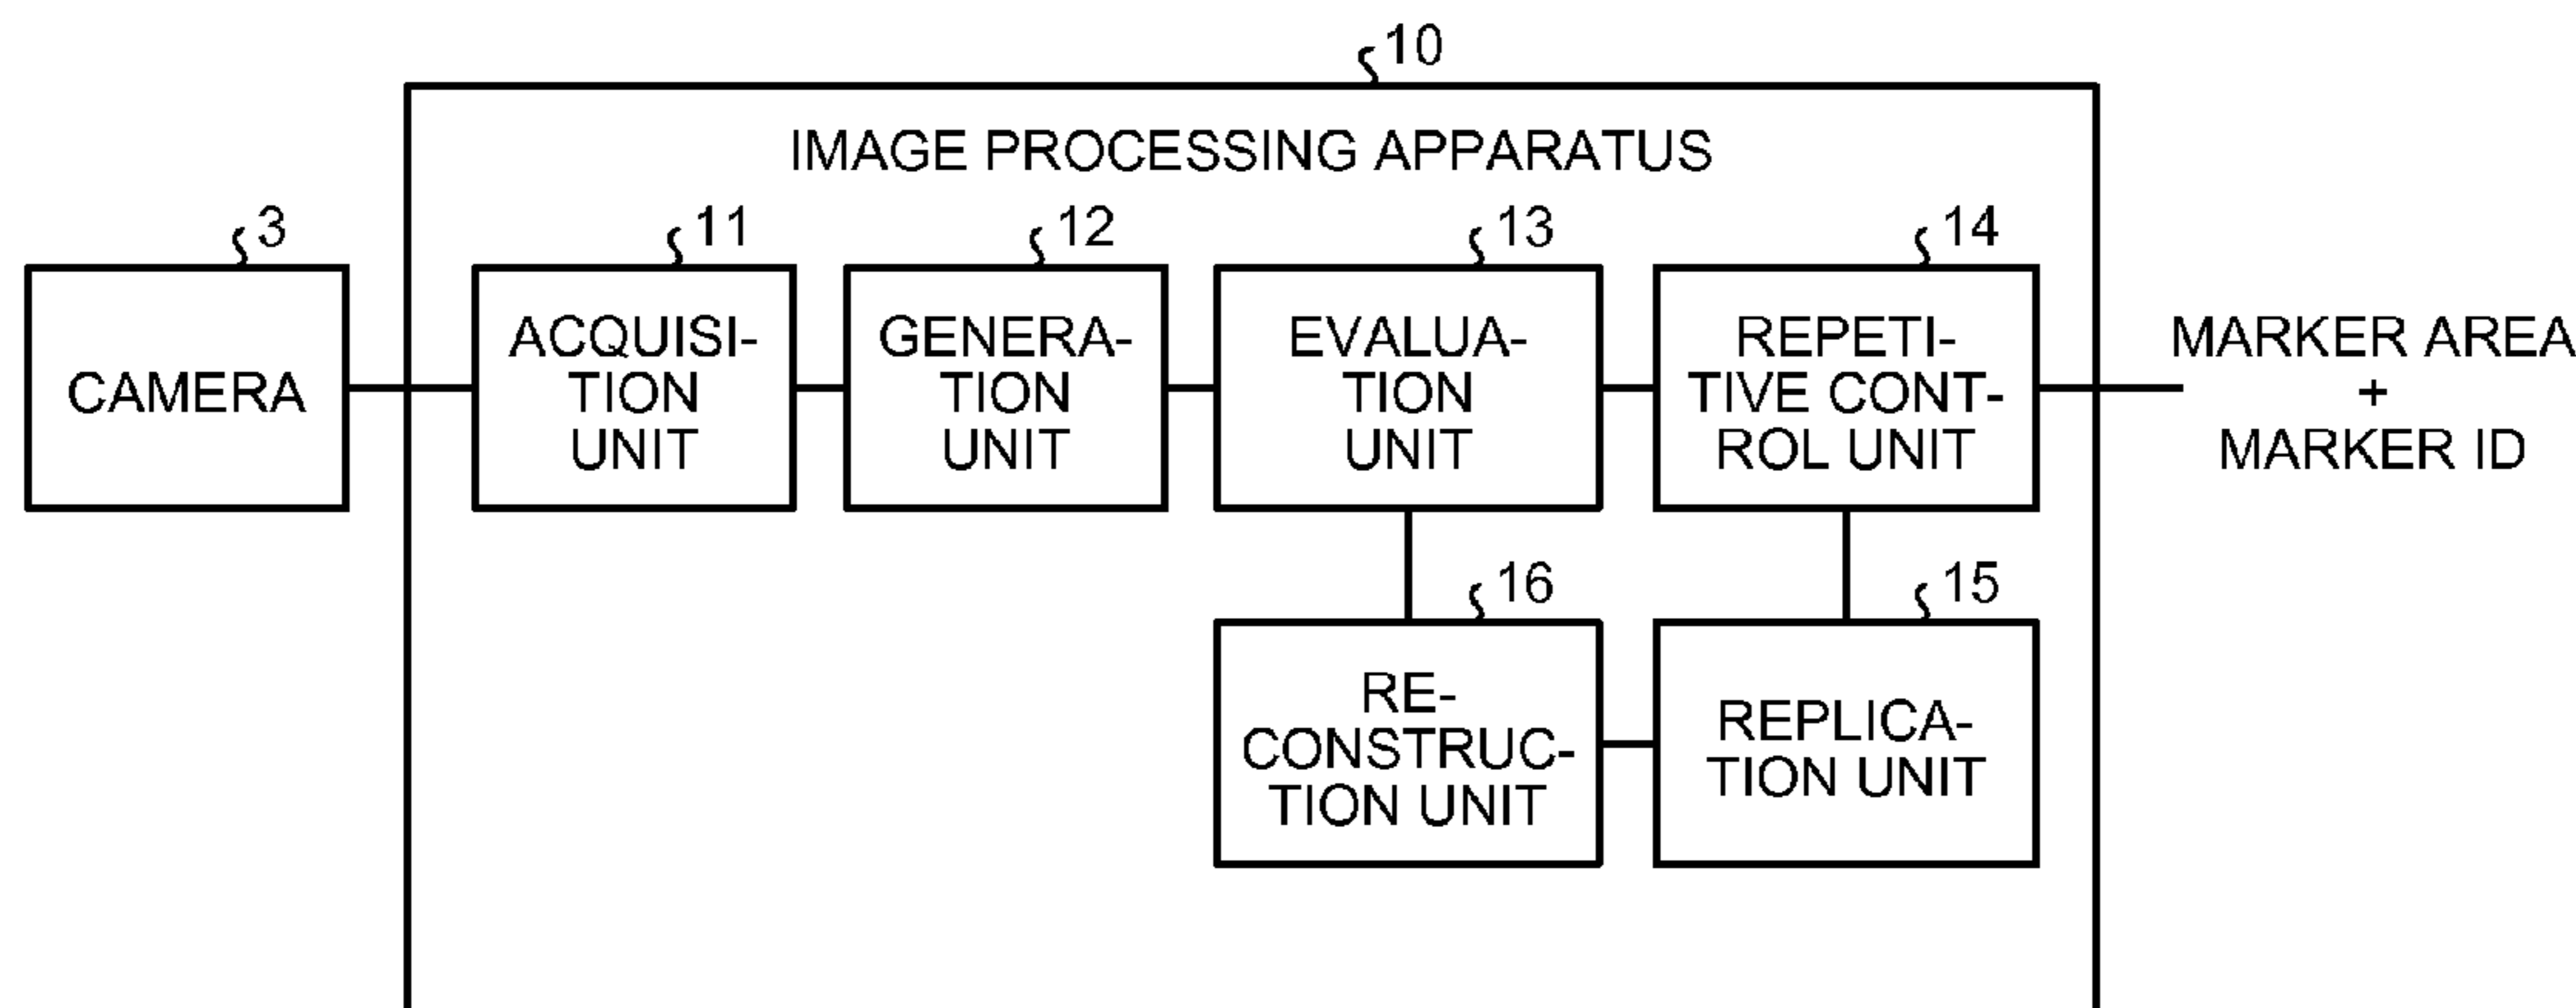 10
IMAGE PROCESSING APPARATUS
3
CAMERA
11
ACQUISI-
TION
UNIT
12
GENERA-
TION
UNIT
13
EVALUA-
TION
UNIT
14
REPETI-
TIVE CONT-
ROL UNIT
MARKER AREA
+
MARKER ID
16
RE-
CONSTRUC-
TION UNIT
15
REPLICA-
TION UNIT